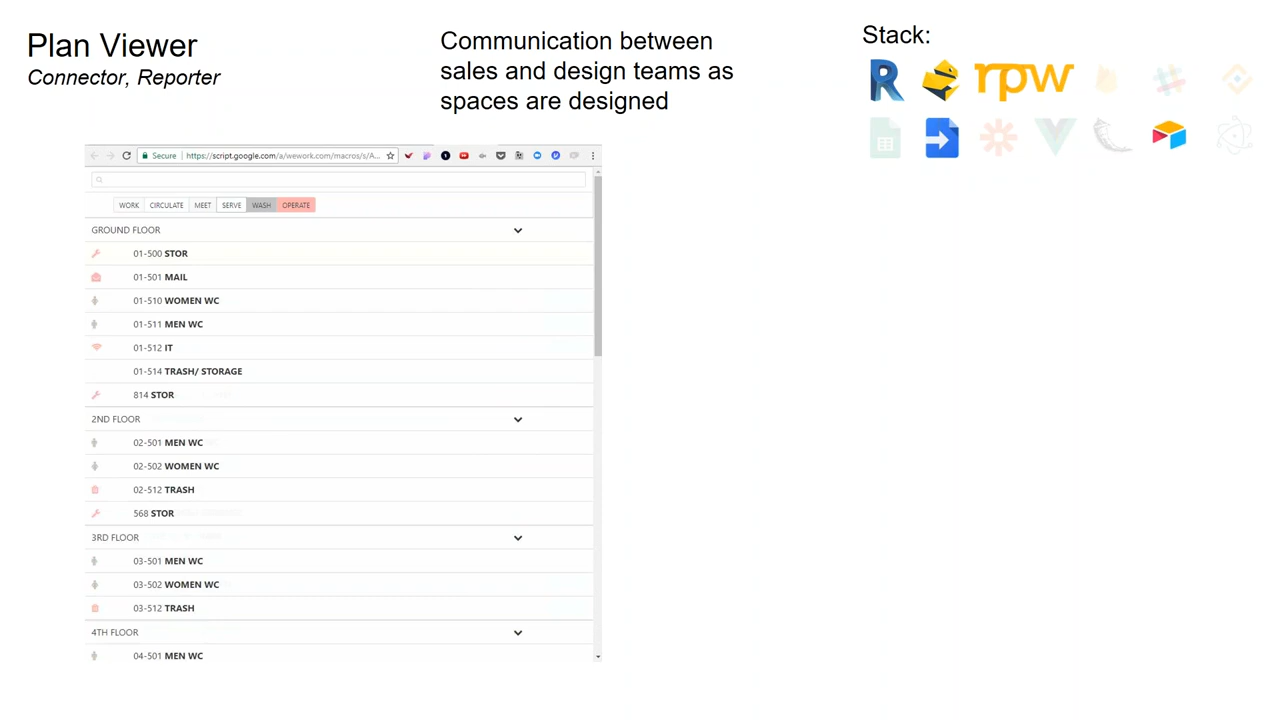 Plan Viewer
Connector, Reporter
Communication between
sales and design teams as
spaces are designed
Stack:
R
rpw
Secure https://script.google.com/a/wework.com/macros/s/A...
WORK CIRCULATE MEET SERVE WASH OPERATE
GROUND FLOOR
01-500 STOR
01-501 MAIL
01-510 WOMEN WC
01-511 MEN WC
01-512 IT
01-514 TRASH/ STORAGE
814 STOR
2ND FLOOR
02-501 MEN WC
02-502 WOMEN WC
02-512 TRASH
568 STOR
3RD FLOOR
03-501 MEN WC
03-502 WOMEN WC
03-512 TRASH
4TH FLOOR
04-501 MEN WC